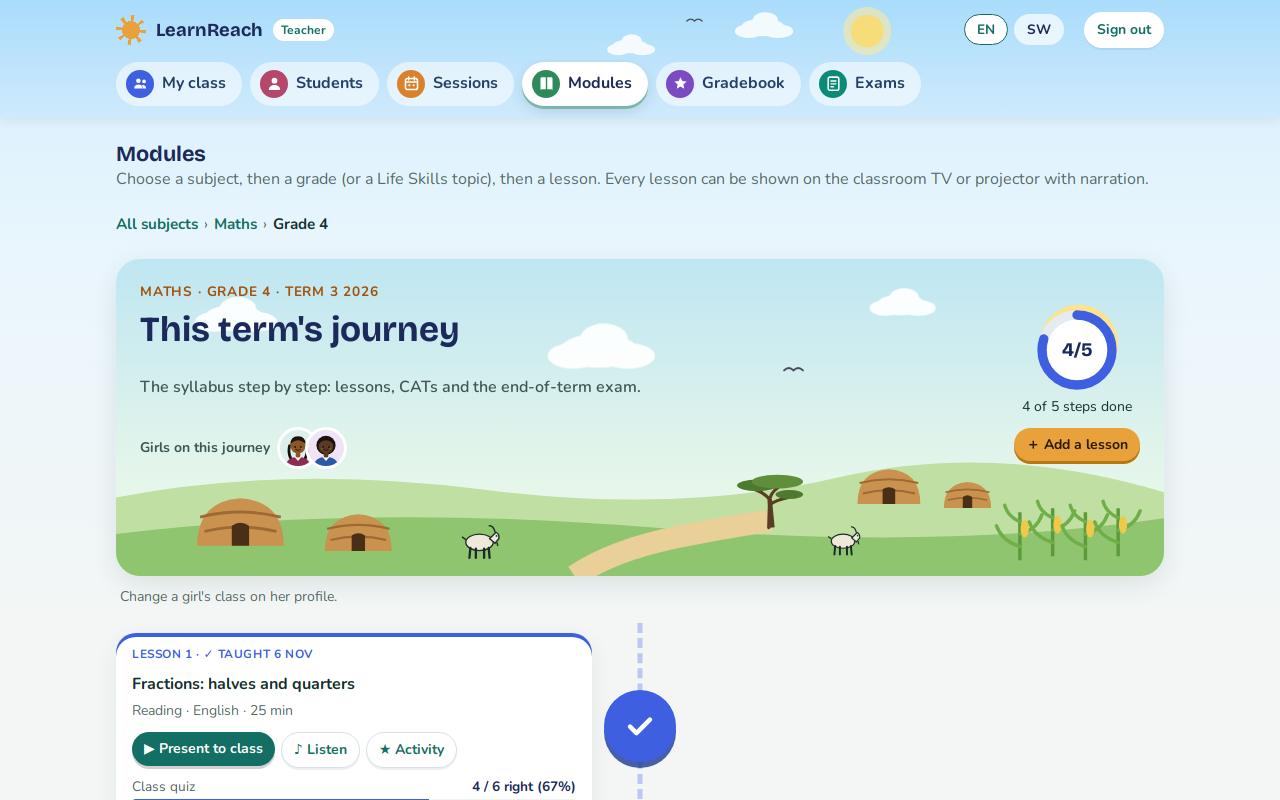 LearnReach Teacher EN SW Sign out
My class Students Sessions Modules Gradebook Exams
Modules
Choose a subject, then a grade (or a Life Skills topic), then a lesson. Every lesson can be shown on the classroom TV or projector with narration.
All subjects › Maths › Grade 4
MATHS · GRADE 4 · TERM 3 2026
This term's journey
The syllabus step by step: lessons, CATs and the end-of-term exam.
Girls on this journey
4/5
4 of 5 steps done
+ Add a lesson
Change a girl's class on her profile.
LESSON 1 · ✓ TAUGHT 6 NOV
Fractions: halves and quarters
Reading · English · 25 min
▶ Present to class ♪ Listen ★ Activity
Class quiz 4 / 6 right (67%)